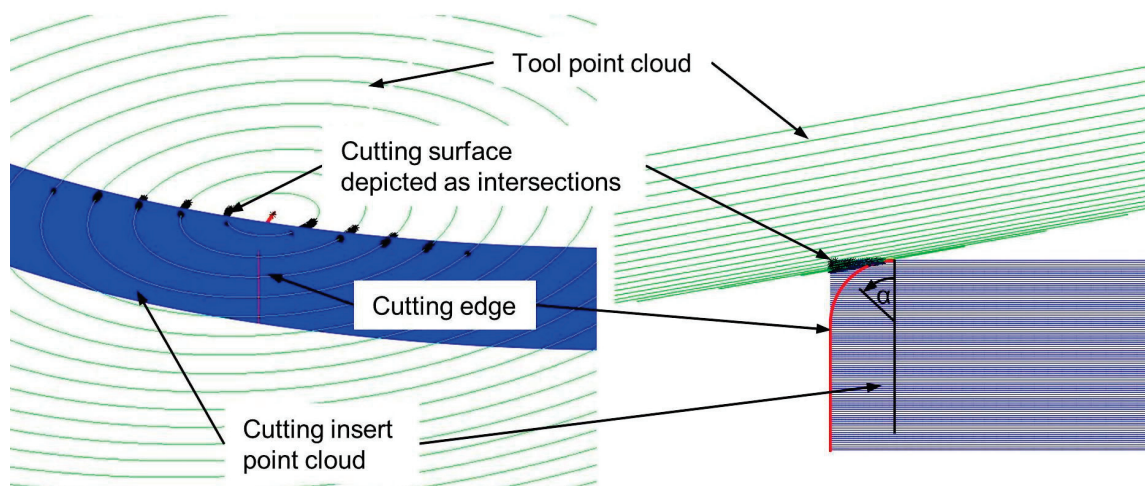 Tool point cloud
Cutting surface
depicted as intersections
α
Cutting edge
Cutting insert
point cloud